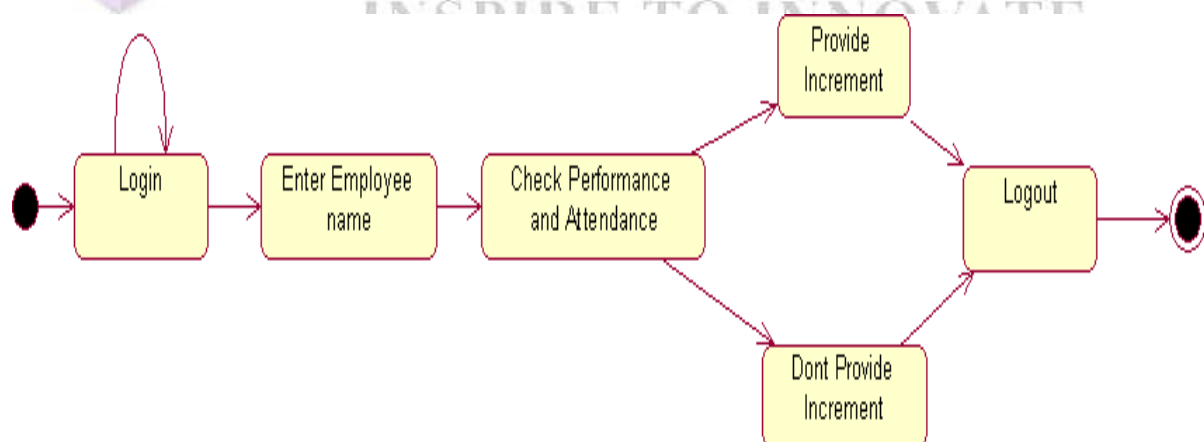 INSPIRE TO INNOVATE
Provide
Increment
Login
Enter Employee
name
Check Performance
and Attendance
Logout
Dont Provide
Increment